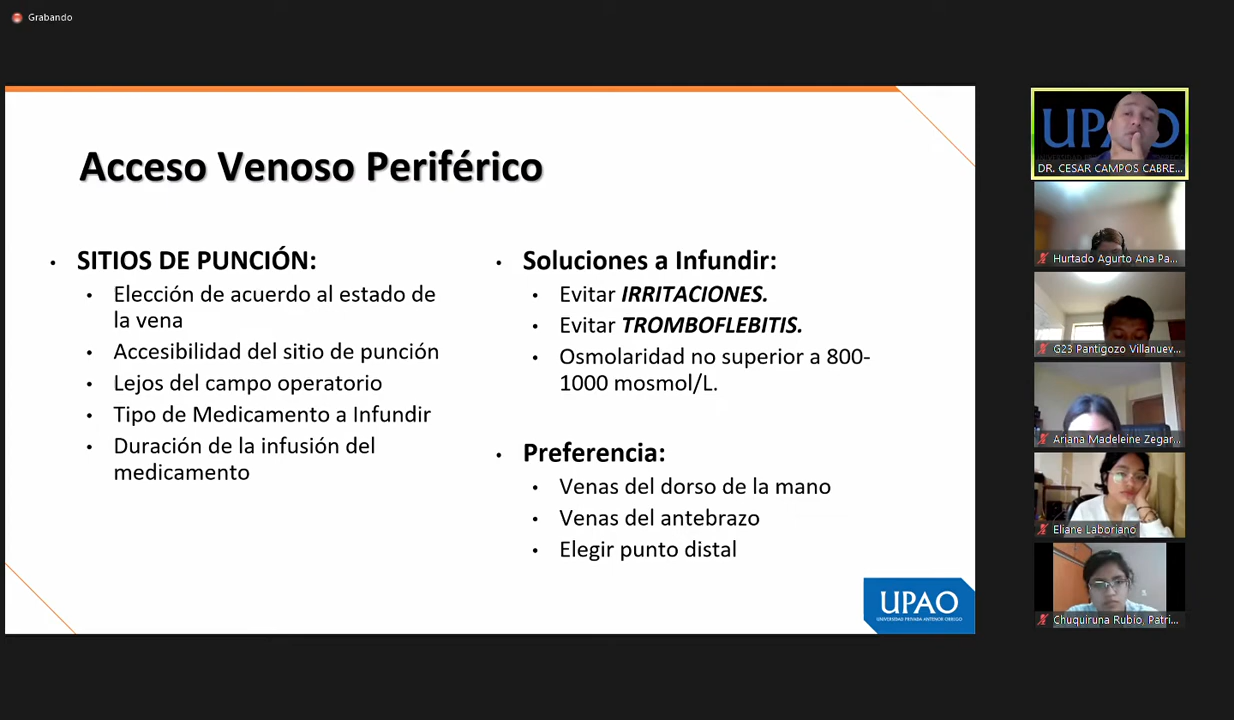 Grabando
Acceso Venoso Periférico
• SITIOS DE PUNCIÓN:
• Elección de acuerdo al estado de
la vena
• Accesibilidad del sitio de punción
• Lejos del campo operatorio
• Tipo de Medicamento a Infundir
• Duración de la infusión del
medicamento
• Soluciones a Infundir:
• Evitar IRRITACIONES.
• Evitar TROMBOFLEBITIS.
• Osmolaridad no superior a 800-
1000 mosmol/L.
• Preferencia:
• Venas del dorso de la mano
• Venas del antebrazo
• Elegir punto distal
UPAO
UNIVERSIDAD PRIVADA ANTENOR ORREGO
UPAO
DR. CESAR CAMPOS CABRE...
Hurtado Agurto Ana Pa...
G23 Pantigozo Villanuev...
Ariana Madeleine Zegar...
Eliane Laboriano
Chuquiruna Rubio, Patri...